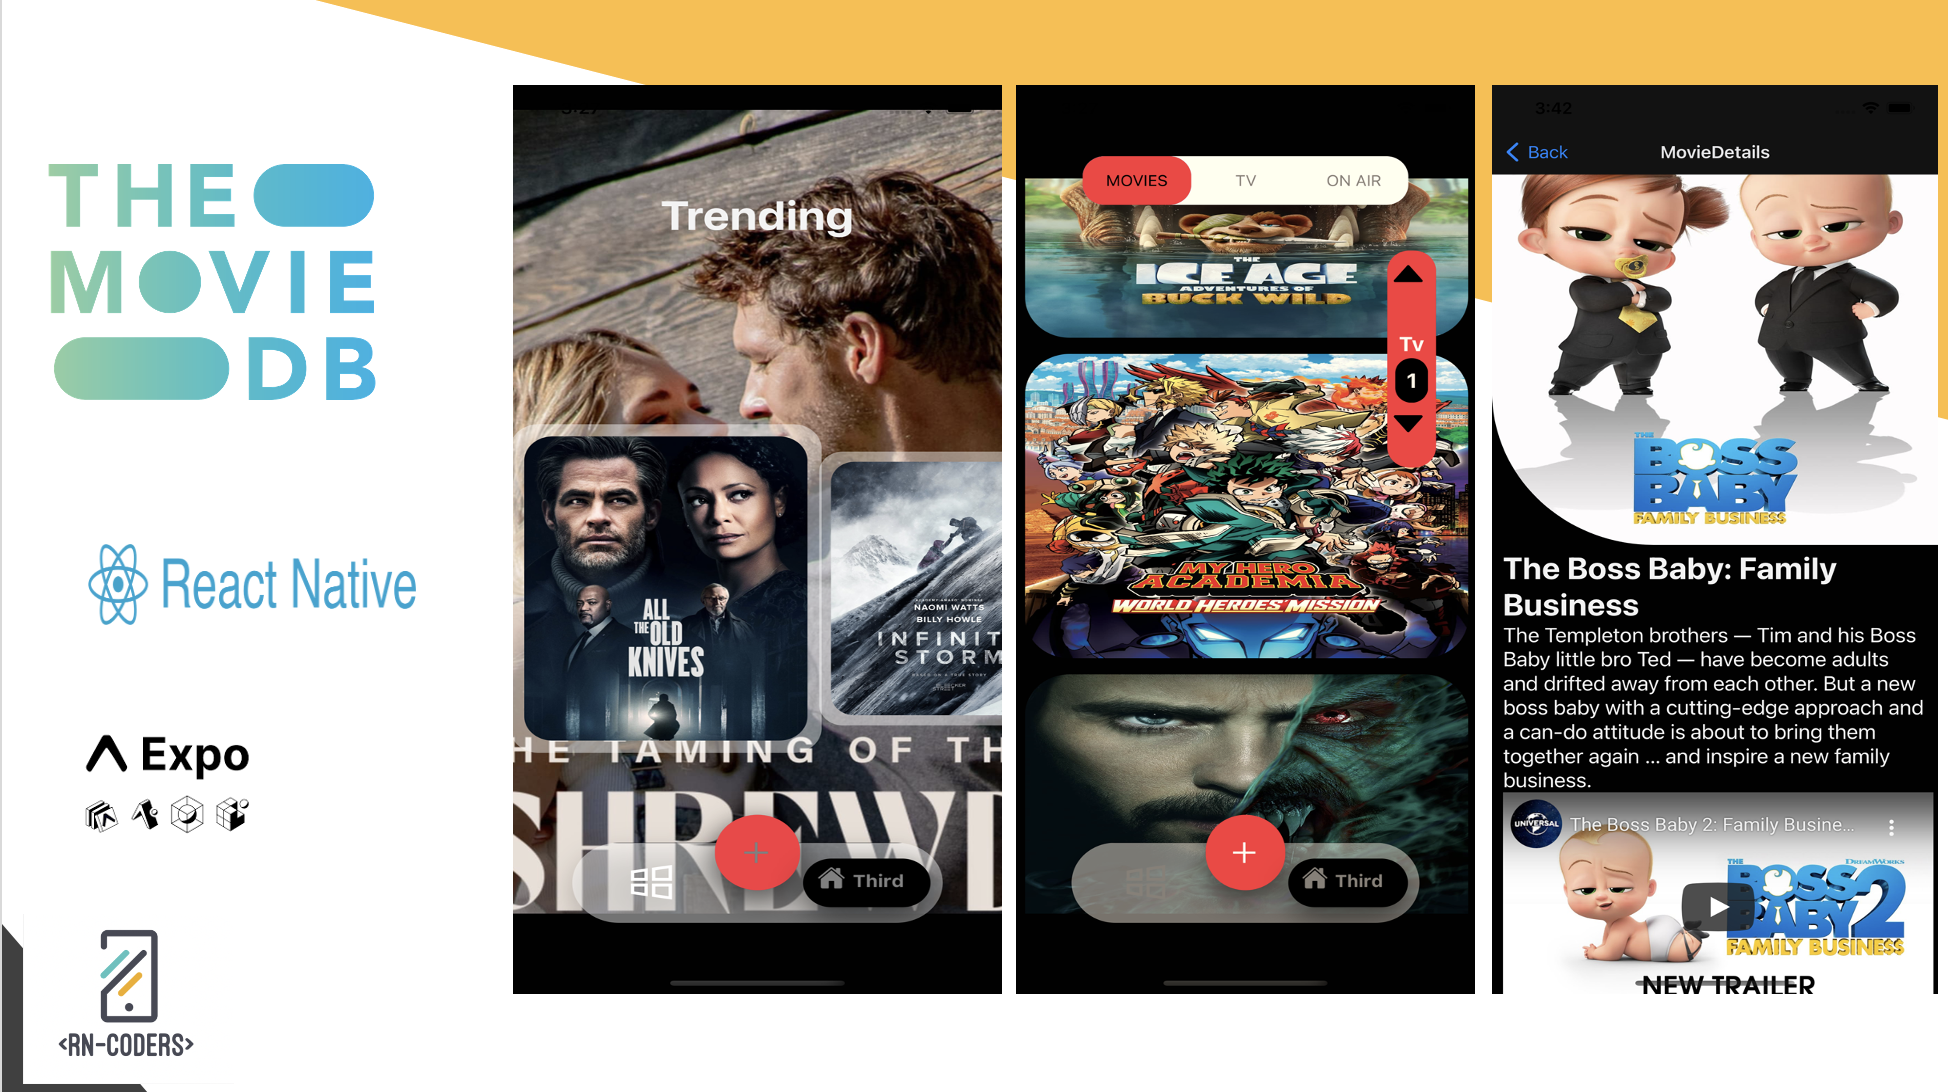 THE
MOVIE
DB
React Native
Expo
<RN-CODERS>
Trending
ALL
THE OLD
KNIVES
NAOMI WATTS
BILLY HOWLE
INFINIT
STORM
BASED ON A TRUE STORY
HE TAMING OF TH
SHREWD
Third
MOVIES TV ON AIR
THE
ICE AGE
ADVENTURES OF
BUCK WILD
Tv
1
MY HERO
ACADEMIA
WORLD HEROES' MISSION
Third
3:42
Back MovieDetails
THE
BOSS
BABY
FAMILY BUSINESS
The Boss Baby: Family
Business
The Templeton brothers — Tim and his Boss
Baby little bro Ted — have become adults
and drifted away from each other. But a new
boss baby with a cutting-edge approach and
a can-do attitude is about to bring them
together again … and inspire a new family
business.
UNIVERSAL
The Boss Baby 2: Family Busine...
THE DREAMWORKS
BOSS
BABY 2
FAMILY BUSINESS
NEW TRAILER